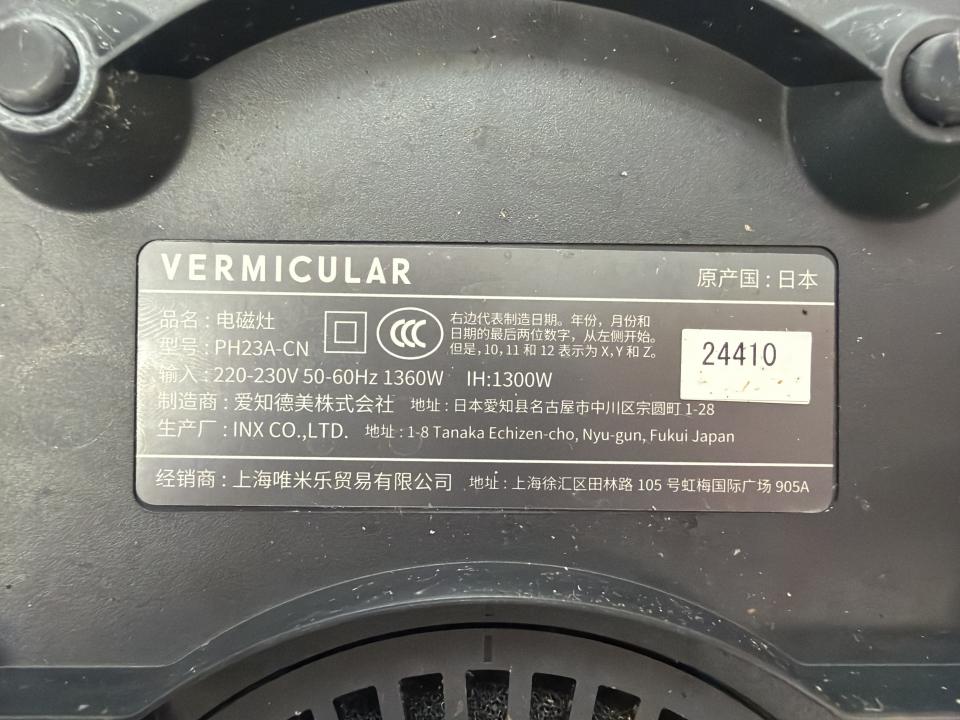 VERMICULAR
原产国 : 日本
品名 : 电磁灶
型号 : PH23A-CN
CCC
右边代表制造日期。年份，月份和
日期的最后两位数字，从左侧开始。
但是，10，11 和 12 表示为 X，Y 和 Z。
24410
输入 : 220-230V 50-60Hz 1360W IH:1300W
制造商 : 爱知德美株式会社 地址 : 日本愛知县名古屋市中川区宗圆町 1-28
生产厂 : INX CO.,LTD. 地址 : 1-8 Tanaka Echizen-cho, Nyu-gun, Fukui Japan
经销商 : 上海唯米乐贸易有限公司 地址 : 上海徐汇区田林路 105 号虹梅国际广场 905A